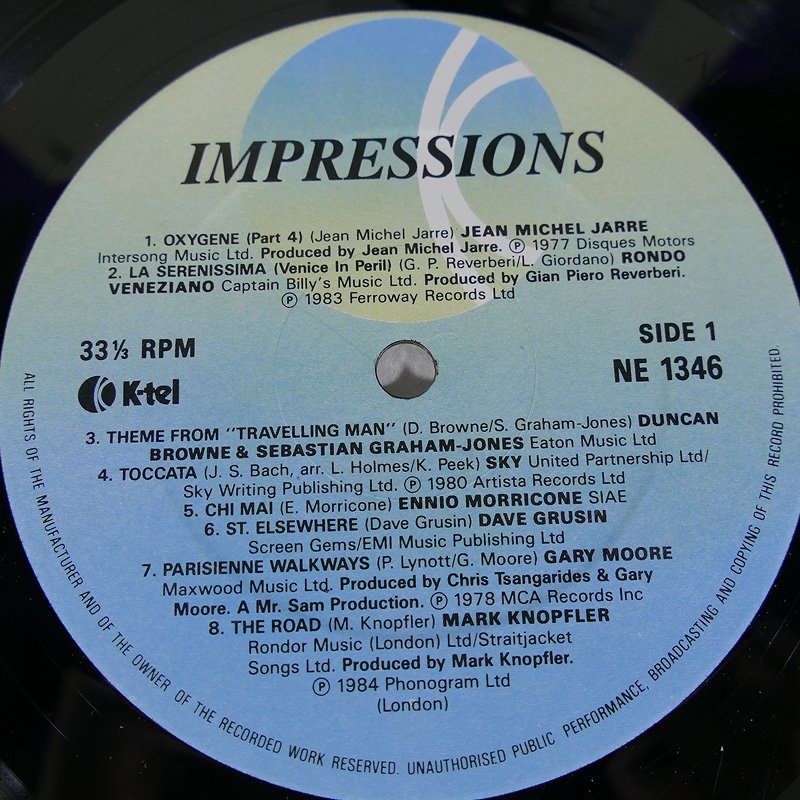 IMPRESSIONS
1. OXYGENE (Part 4) (Jean Michel Jarre) JEAN MICHEL JARRE
Intersong Music Ltd. Produced by Jean Michel Jarre. Ⓟ 1977 Disques Motors
2. LA SERENISSIMA (Venice In Peril) (G. P. Reverberi/L. Giordano) RONDO
VENEZIANO Captain Billy's Music Ltd. Produced by Gian Piero Reverberi.
Ⓟ 1983 Ferroway Records Ltd
33⅓ RPM
K-tel
SIDE 1
NE 1346
3. THEME FROM "TRAVELLING MAN" (D. Browne/S. Graham-Jones) DUNCAN
BROWNE & SEBASTIAN GRAHAM-JONES Eaton Music Ltd
4. TOCCATA (J. S. Bach, arr. L. Holmes/K. Peek) SKY United Partnership Ltd/
Sky Writing Publishing Ltd. Ⓟ 1980 Artista Records Ltd
5. CHI MAI (E. Morricone) ENNIO MORRICONE SIAE
6. ST. ELSEWHERE (Dave Grusin) DAVE GRUSIN
Screen Gems/EMI Music Publishing Ltd
7. PARISIENNE WALKWAYS (P. Lynott/G. Moore) GARY MOORE
Maxwood Music Ltd. Produced by Chris Tsangarides & Gary
Moore. A Mr. Sam Production. Ⓟ 1978 MCA Records Inc
8. THE ROAD (M. Knopfler) MARK KNOPFLER
Rondor Music (London) Ltd/Straitjacket
Songs Ltd. Produced by Mark Knopfler.
Ⓟ 1984 Phonogram Ltd
(London)
ALL RIGHTS OF THE MANUFACTURER AND OF THE OWNER OF THE RECORDED WORK RESERVED. UNAUTHORISED PUBLIC PERFORMANCE, BROADCASTING AND COPYING OF THIS RECORD PROHIBITED.